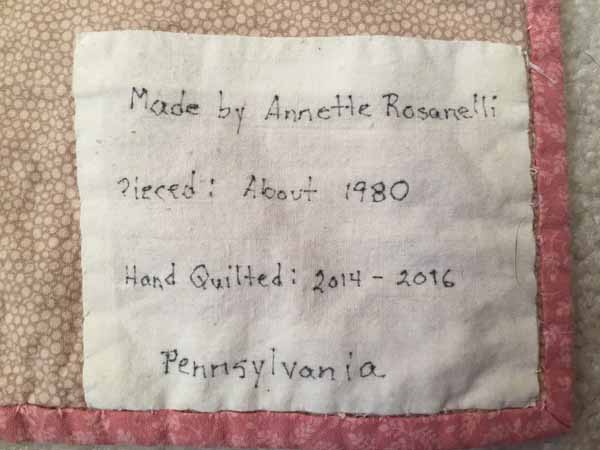 Made by Annette Rosanelli
Pieced: About 1980
Hand Quilted: 2014 - 2016
Pennsylvania